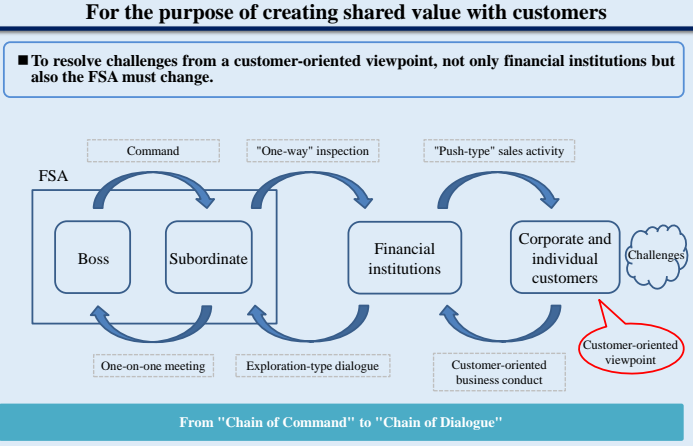 For the purpose of creating shared value with customers
■ To resolve challenges from a customer-oriented viewpoint, not only financial institutions but
also the FSA must change.
Command
"One-way" inspection
"Push-type" sales activity
FSA
Boss
Subordinate
Financial
institutions
Corporate and
individual
customers
Challenges
Customer-oriented
viewpoint
One-on-one meeting
Exploration-type dialogue
Customer-oriented
business conduct
From "Chain of Command" to "Chain of Dialogue"